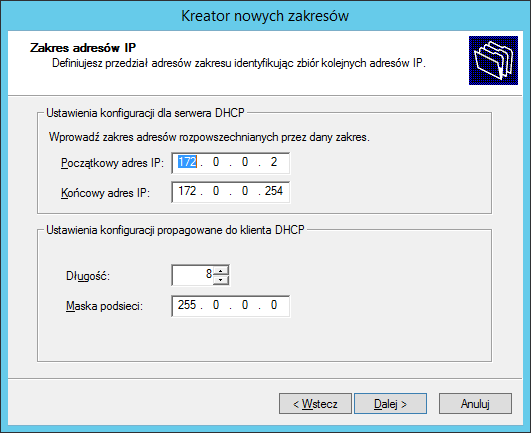 Kreator nowych zakresów
Zakres adresów IP
Definiujesz przedział adresów zakresu identyfikując zbiór kolejnych adresów IP.
Ustawienia konfiguracji dla serwera DHCP
Wprowadź zakres adresów rozpowszechnianych przez dany zakres.
Początkowy adres IP: 172 . 0 . 0 . 2
Końcowy adres IP: 172 . 0 . 0 . 254
Ustawienia konfiguracji propagowane do klienta DHCP
Długość: 8
Maska podsieci: 255 . 0 . 0 . 0
< Wstecz Dalej > Anuluj